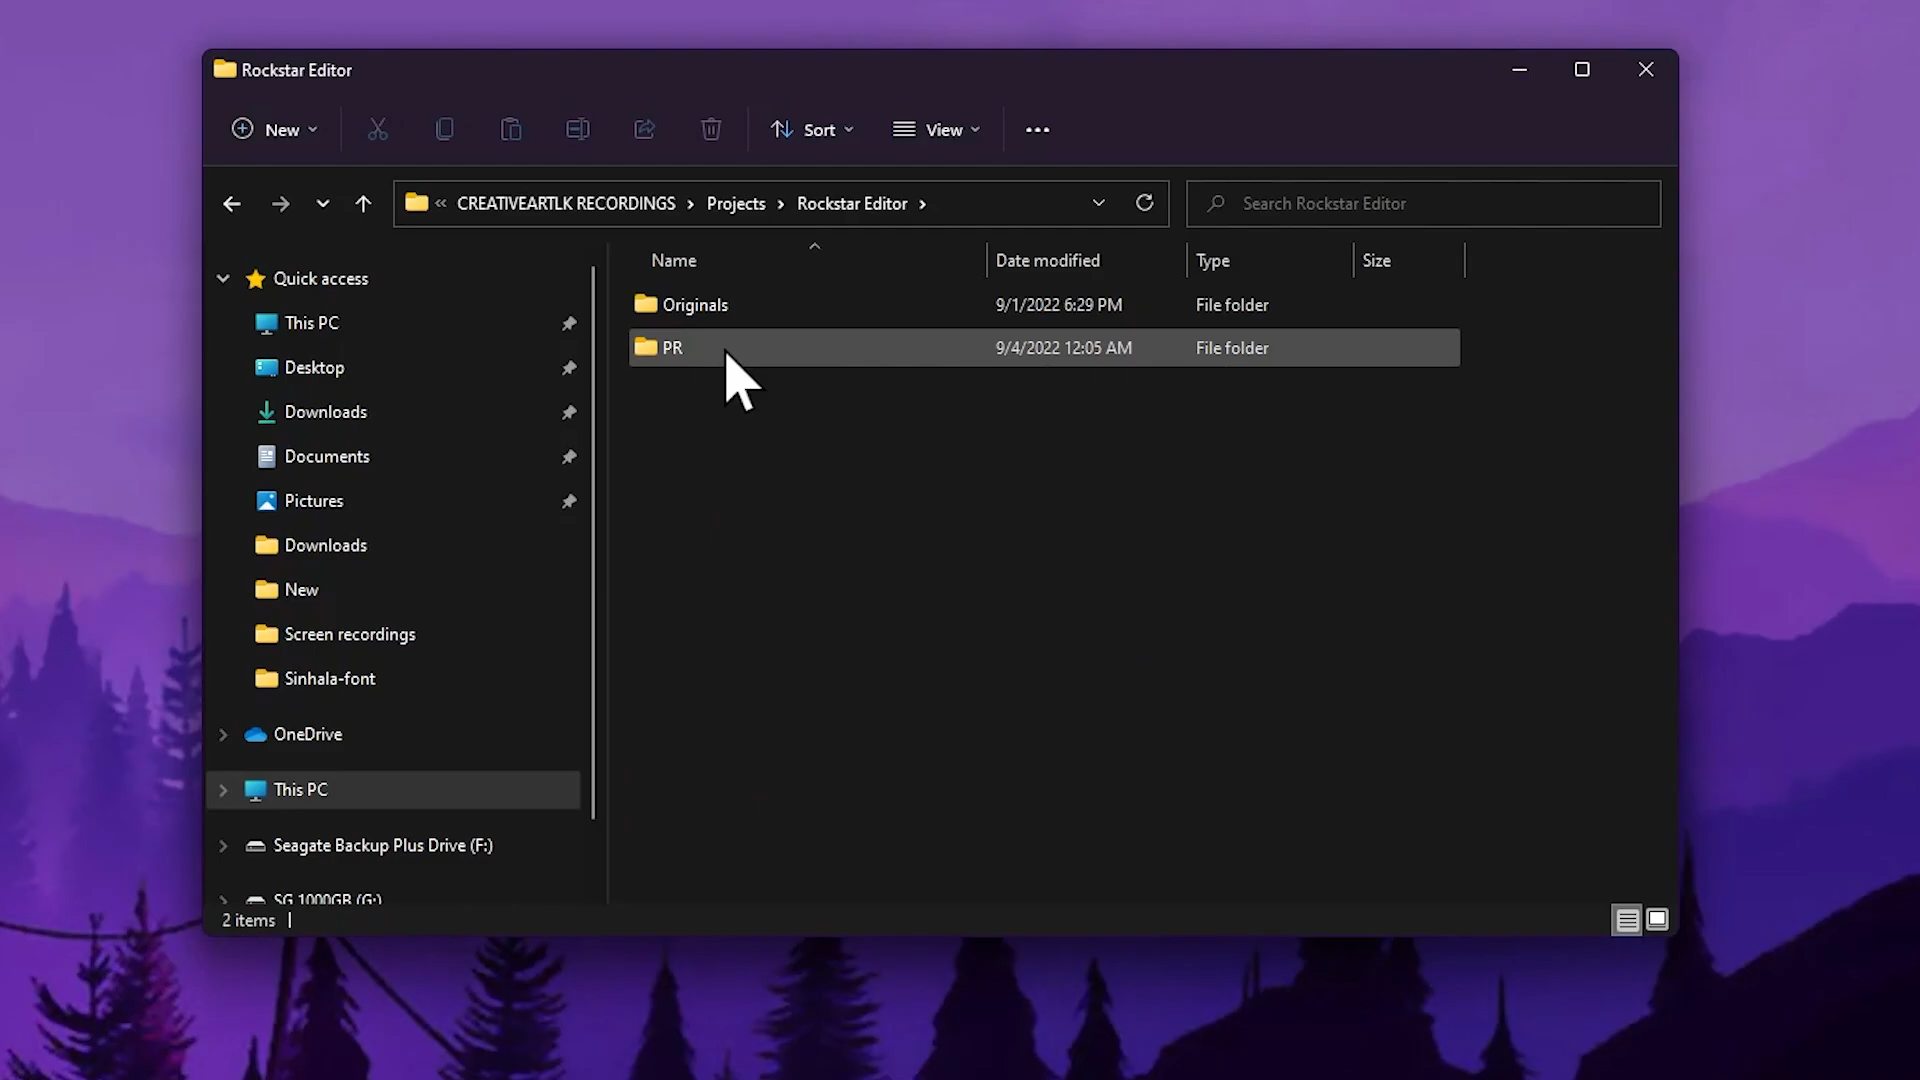 Rockstar Editor
New
Sort
View
« CREATIVEARTLK RECORDINGS › Projects › Rockstar Editor ›
Search Rockstar Editor
Name Date modified Type Size
Originals 9/1/2022 6:29 PM File folder
PR 9/4/2022 12:05 AM File folder
Quick access
This PC
Desktop
Downloads
Documents
Pictures
Downloads
New
Screen recordings
Sinhala-font
OneDrive
This PC
Seagate Backup Plus Drive (F:)
SG 1000GB (G:)
2 items